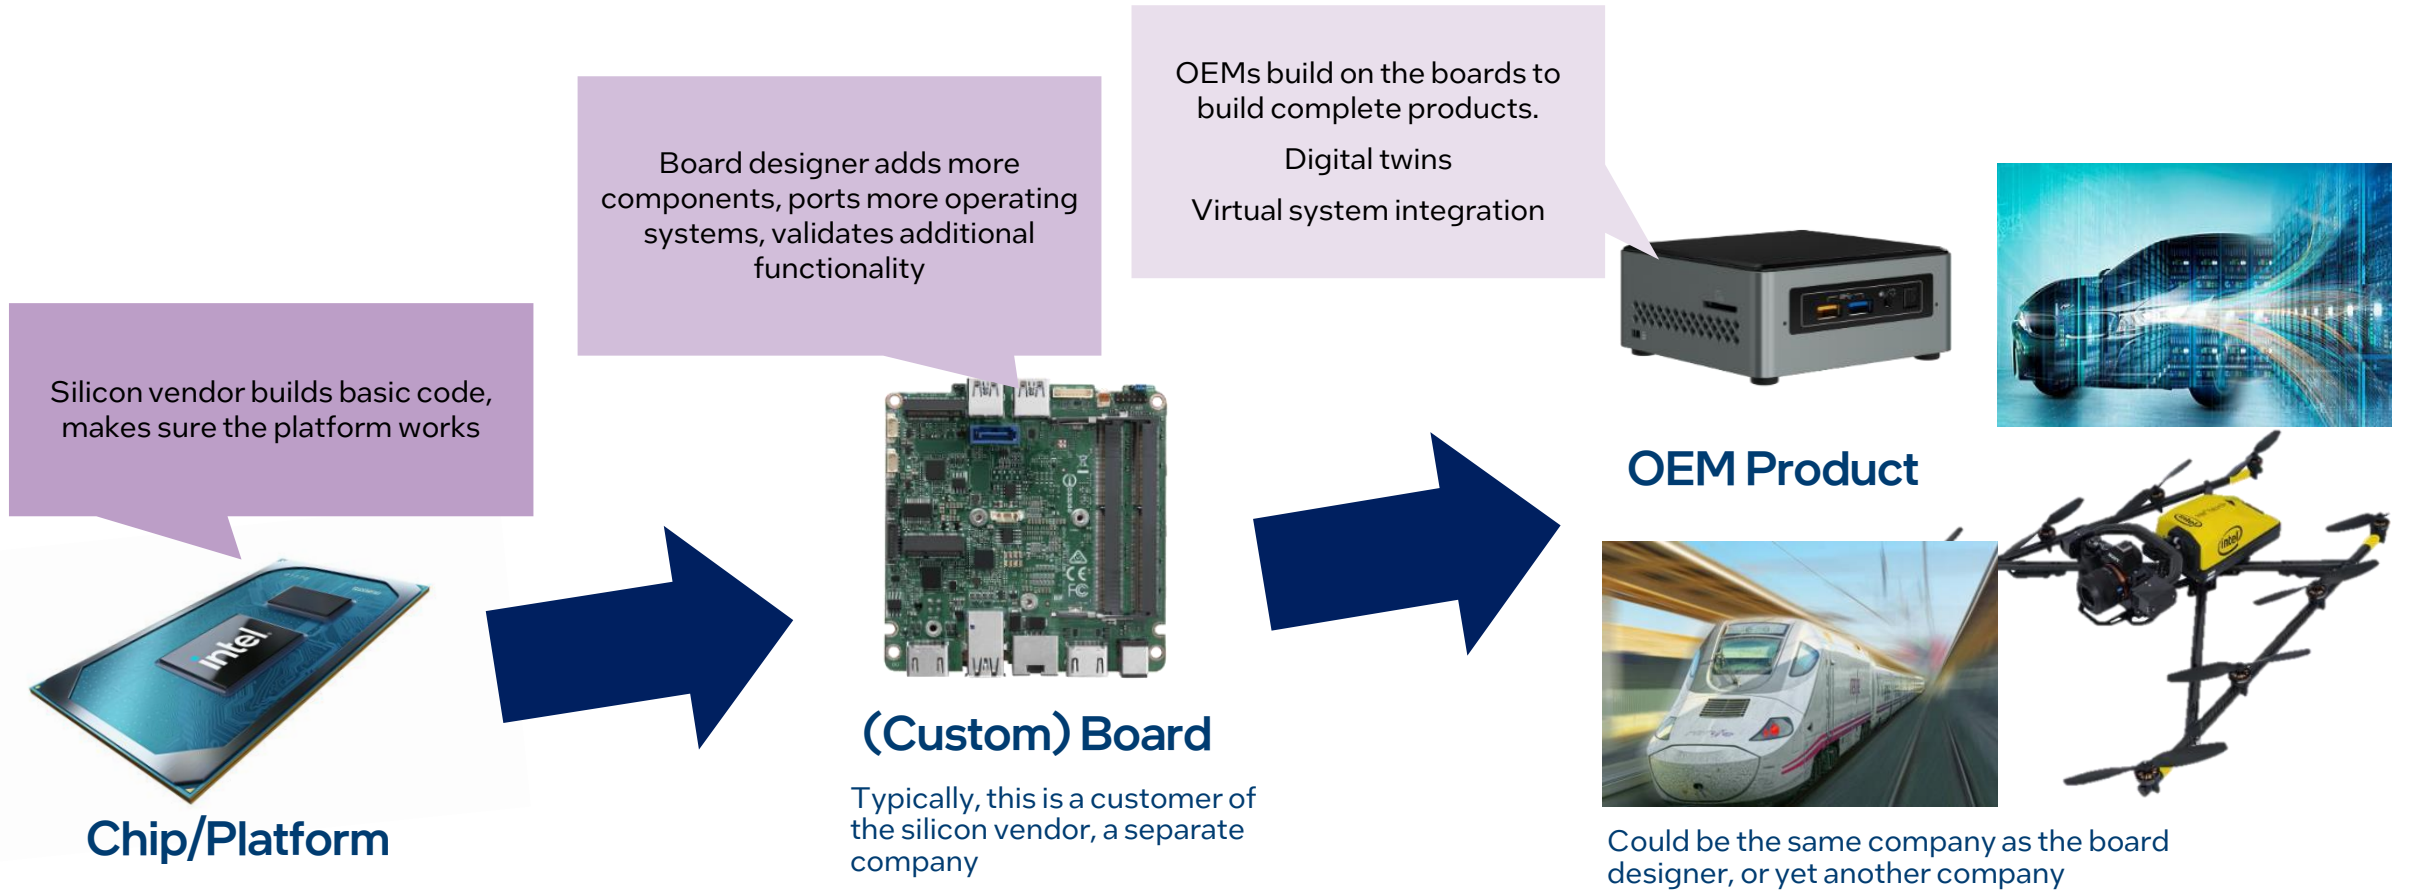 Silicon vendor builds basic code,
makes sure the platform works
intel
Chip/Platform
Board designer adds more
components, ports more operating
systems, validates additional
functionality
(Custom) Board
Typically, this is a customer of
the silicon vendor, a separate
company
OEMs build on the boards to
build complete products.
Digital twins
Virtual system integration
OEM Product
intel
Could be the same company as the board
designer, or yet another company